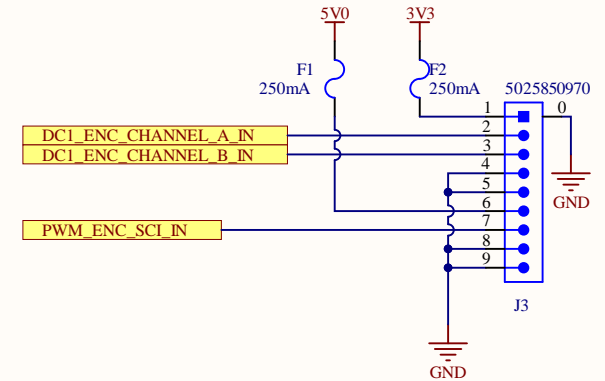 5V0 3V3
F1 F2
250mA 250mA 5025850970
1 0
DC1_ENC_CHANNEL_A_IN 2
DC1_ENC_CHANNEL_B_IN 3
4
5
GND
6
PWM_ENC_SCI_IN 7
8
9
J3
GND